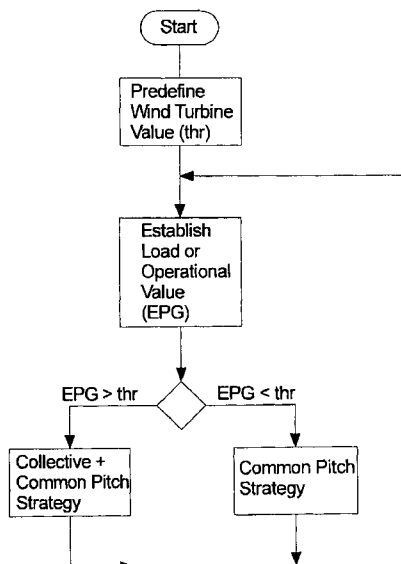 Start
Predefine
Wind Turbine
Value (thr)
Establish
Load or
Operational
Value
(EPG)
EPG > thr
EPG < thr
Collective +
Common Pitch
Strategy
Common Pitch
Strategy